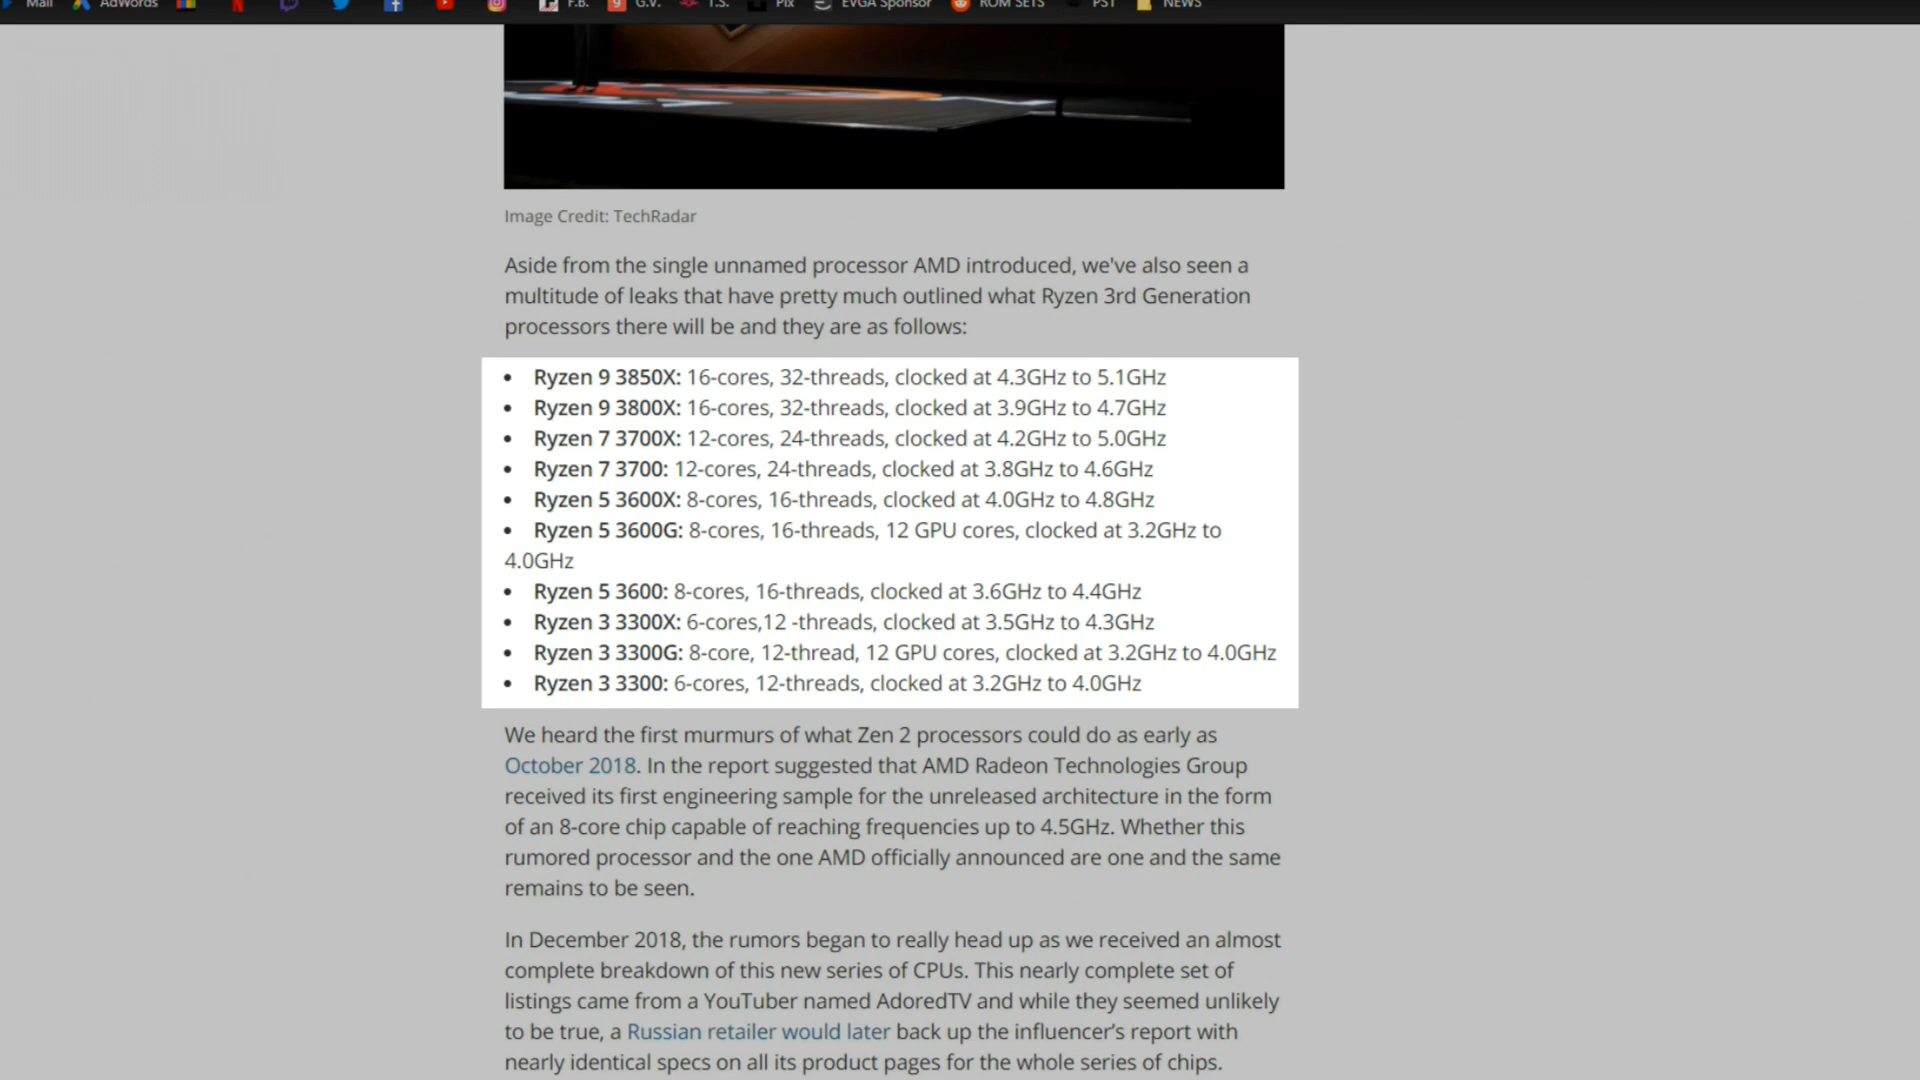 Mail AdWords F.B. G.V. T.S. Pix EVGA Sponsor ROM SETS PST NEWS
Image Credit: TechRadar
Aside from the single unnamed processor AMD introduced, we've also seen a
multitude of leaks that have pretty much outlined what Ryzen 3rd Generation
processors there will be and they are as follows:
• Ryzen 9 3850X: 16-cores, 32-threads, clocked at 4.3GHz to 5.1GHz
• Ryzen 9 3800X: 16-cores, 32-threads, clocked at 3.9GHz to 4.7GHz
• Ryzen 7 3700X: 12-cores, 24-threads, clocked at 4.2GHz to 5.0GHz
• Ryzen 7 3700: 12-cores, 24-threads, clocked at 3.8GHz to 4.6GHz
• Ryzen 5 3600X: 8-cores, 16-threads, clocked at 4.0GHz to 4.8GHz
• Ryzen 5 3600G: 8-cores, 16-threads, 12 GPU cores, clocked at 3.2GHz to
4.0GHz
• Ryzen 5 3600: 8-cores, 16-threads, clocked at 3.6GHz to 4.4GHz
• Ryzen 3 3300X: 6-cores,12 -threads, clocked at 3.5GHz to 4.3GHz
• Ryzen 3 3300G: 8-core, 12-thread, 12 GPU cores, clocked at 3.2GHz to 4.0GHz
• Ryzen 3 3300: 6-cores, 12-threads, clocked at 3.2GHz to 4.0GHz
We heard the first murmurs of what Zen 2 processors could do as early as
October 2018. In the report suggested that AMD Radeon Technologies Group
received its first engineering sample for the unreleased architecture in the form
of an 8-core chip capable of reaching frequencies up to 4.5GHz. Whether this
rumored processor and the one AMD officially announced are one and the same
remains to be seen.
In December 2018, the rumors began to really head up as we received an almost
complete breakdown of this new series of CPUs. This nearly complete set of
listings came from a YouTuber named AdoredTV and while they seemed unlikely
to be true, a Russian retailer would later back up the influencer’s report with
nearly identical specs on all its product pages for the whole series of chips.